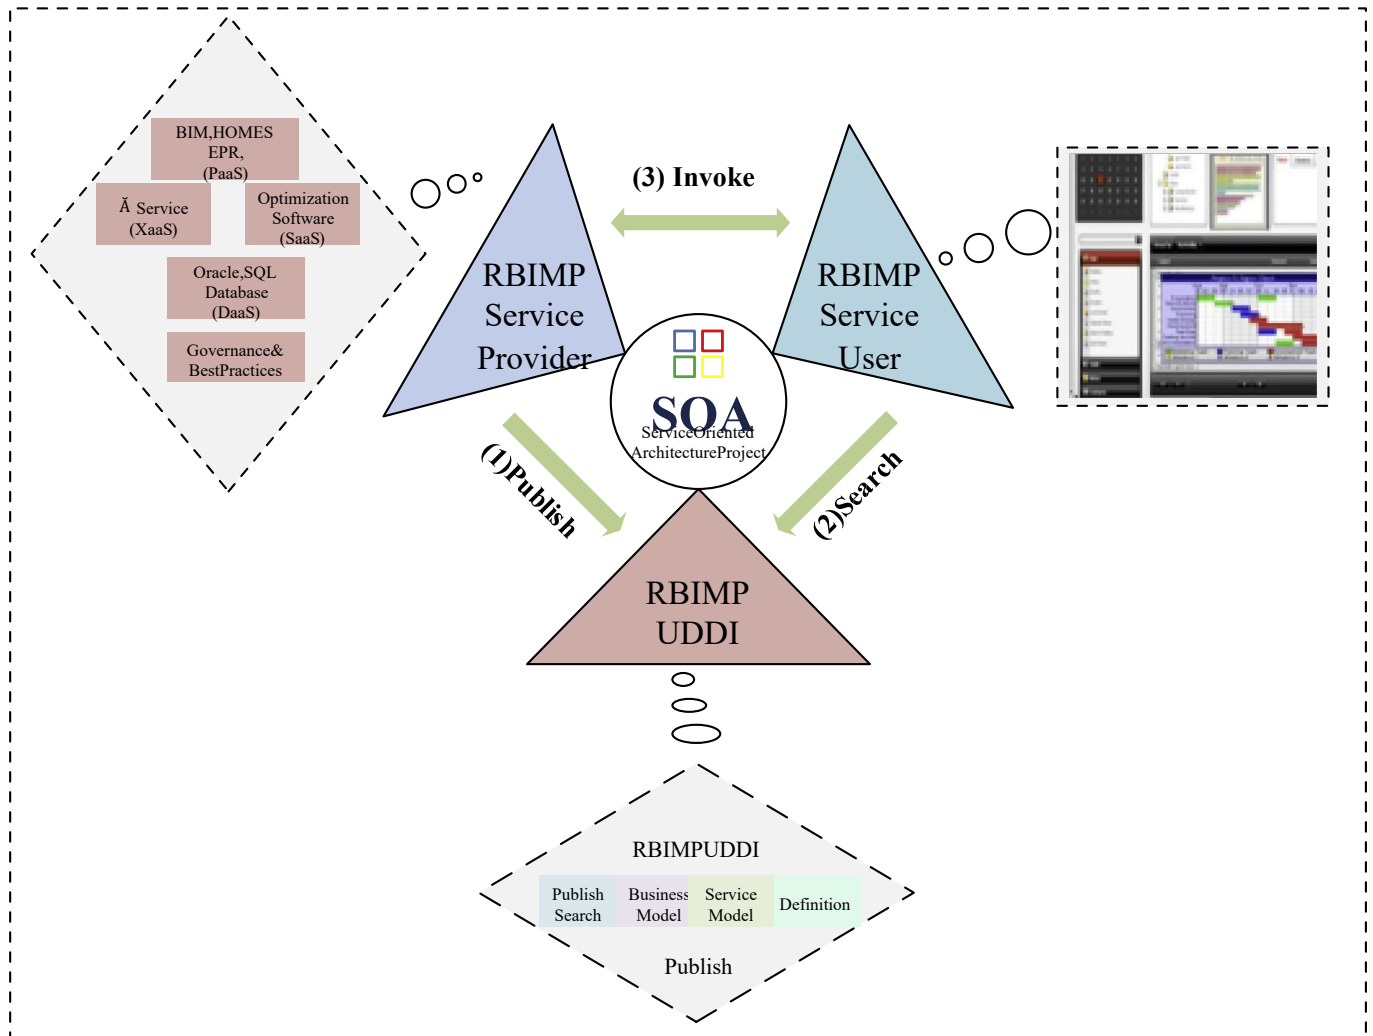 BIM,HOMES
EPR,
(PaaS)
Ă Service
(XaaS)
Optimization
Software
(SaaS)
Oracle,SQL
Database
(DaaS)
Governance&
BestPractices
(3) Invoke
RBIMP
Service
Provider
RBIMP
Service
User
SOA
ServiceOriented
ArchitectureProject
(1)Publish
(2)Search
RBIMP
UDDI
RBIMPUDDI
Publish
Search
Business
Model
Service
Model
Definition
Publish